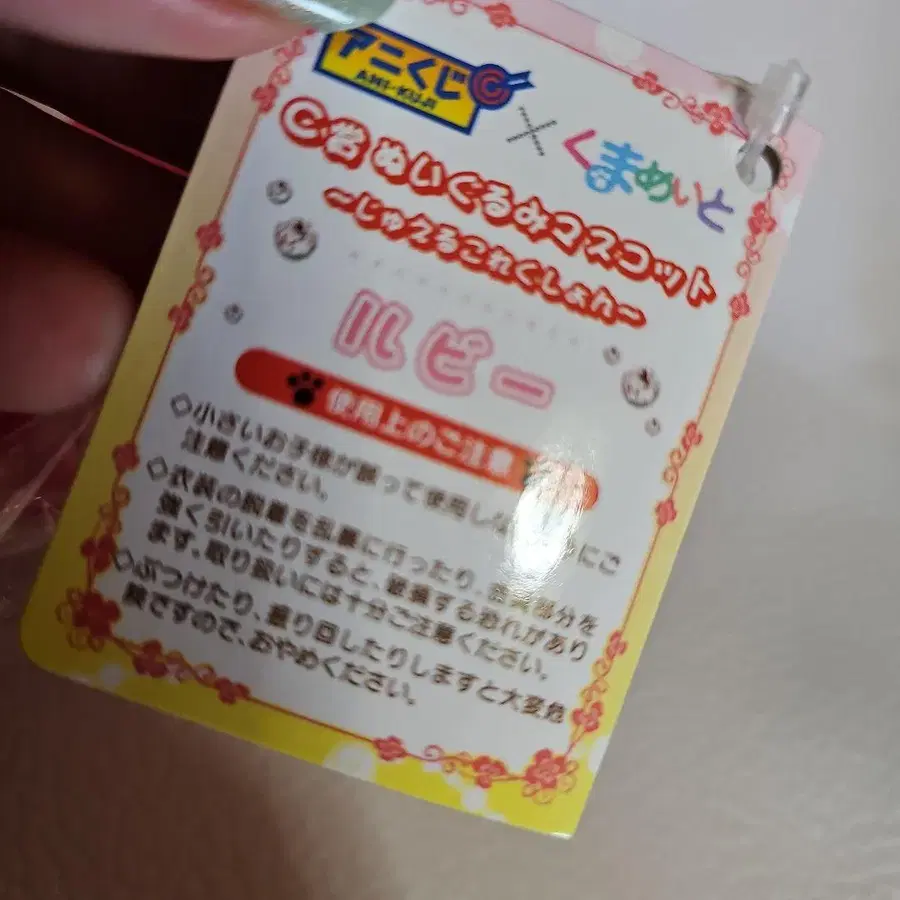 アニくじ C
ANI-KUJI
× くまめいと
C賞 ぬいぐるみマスコット
～じゅえるこれくしょん～
ルビー
使用上のご注意
◇小さいお子様が誤って使用しな にご
注意ください。
◇衣装の脱着を乱暴に行ったり、 部分を
強く引いたりすると、破損する恐れがあり
ます。取り扱いには十分ご注意ください。
◇ぶつけたり、振り回したりしますと大変危
険ですので、おやめください。